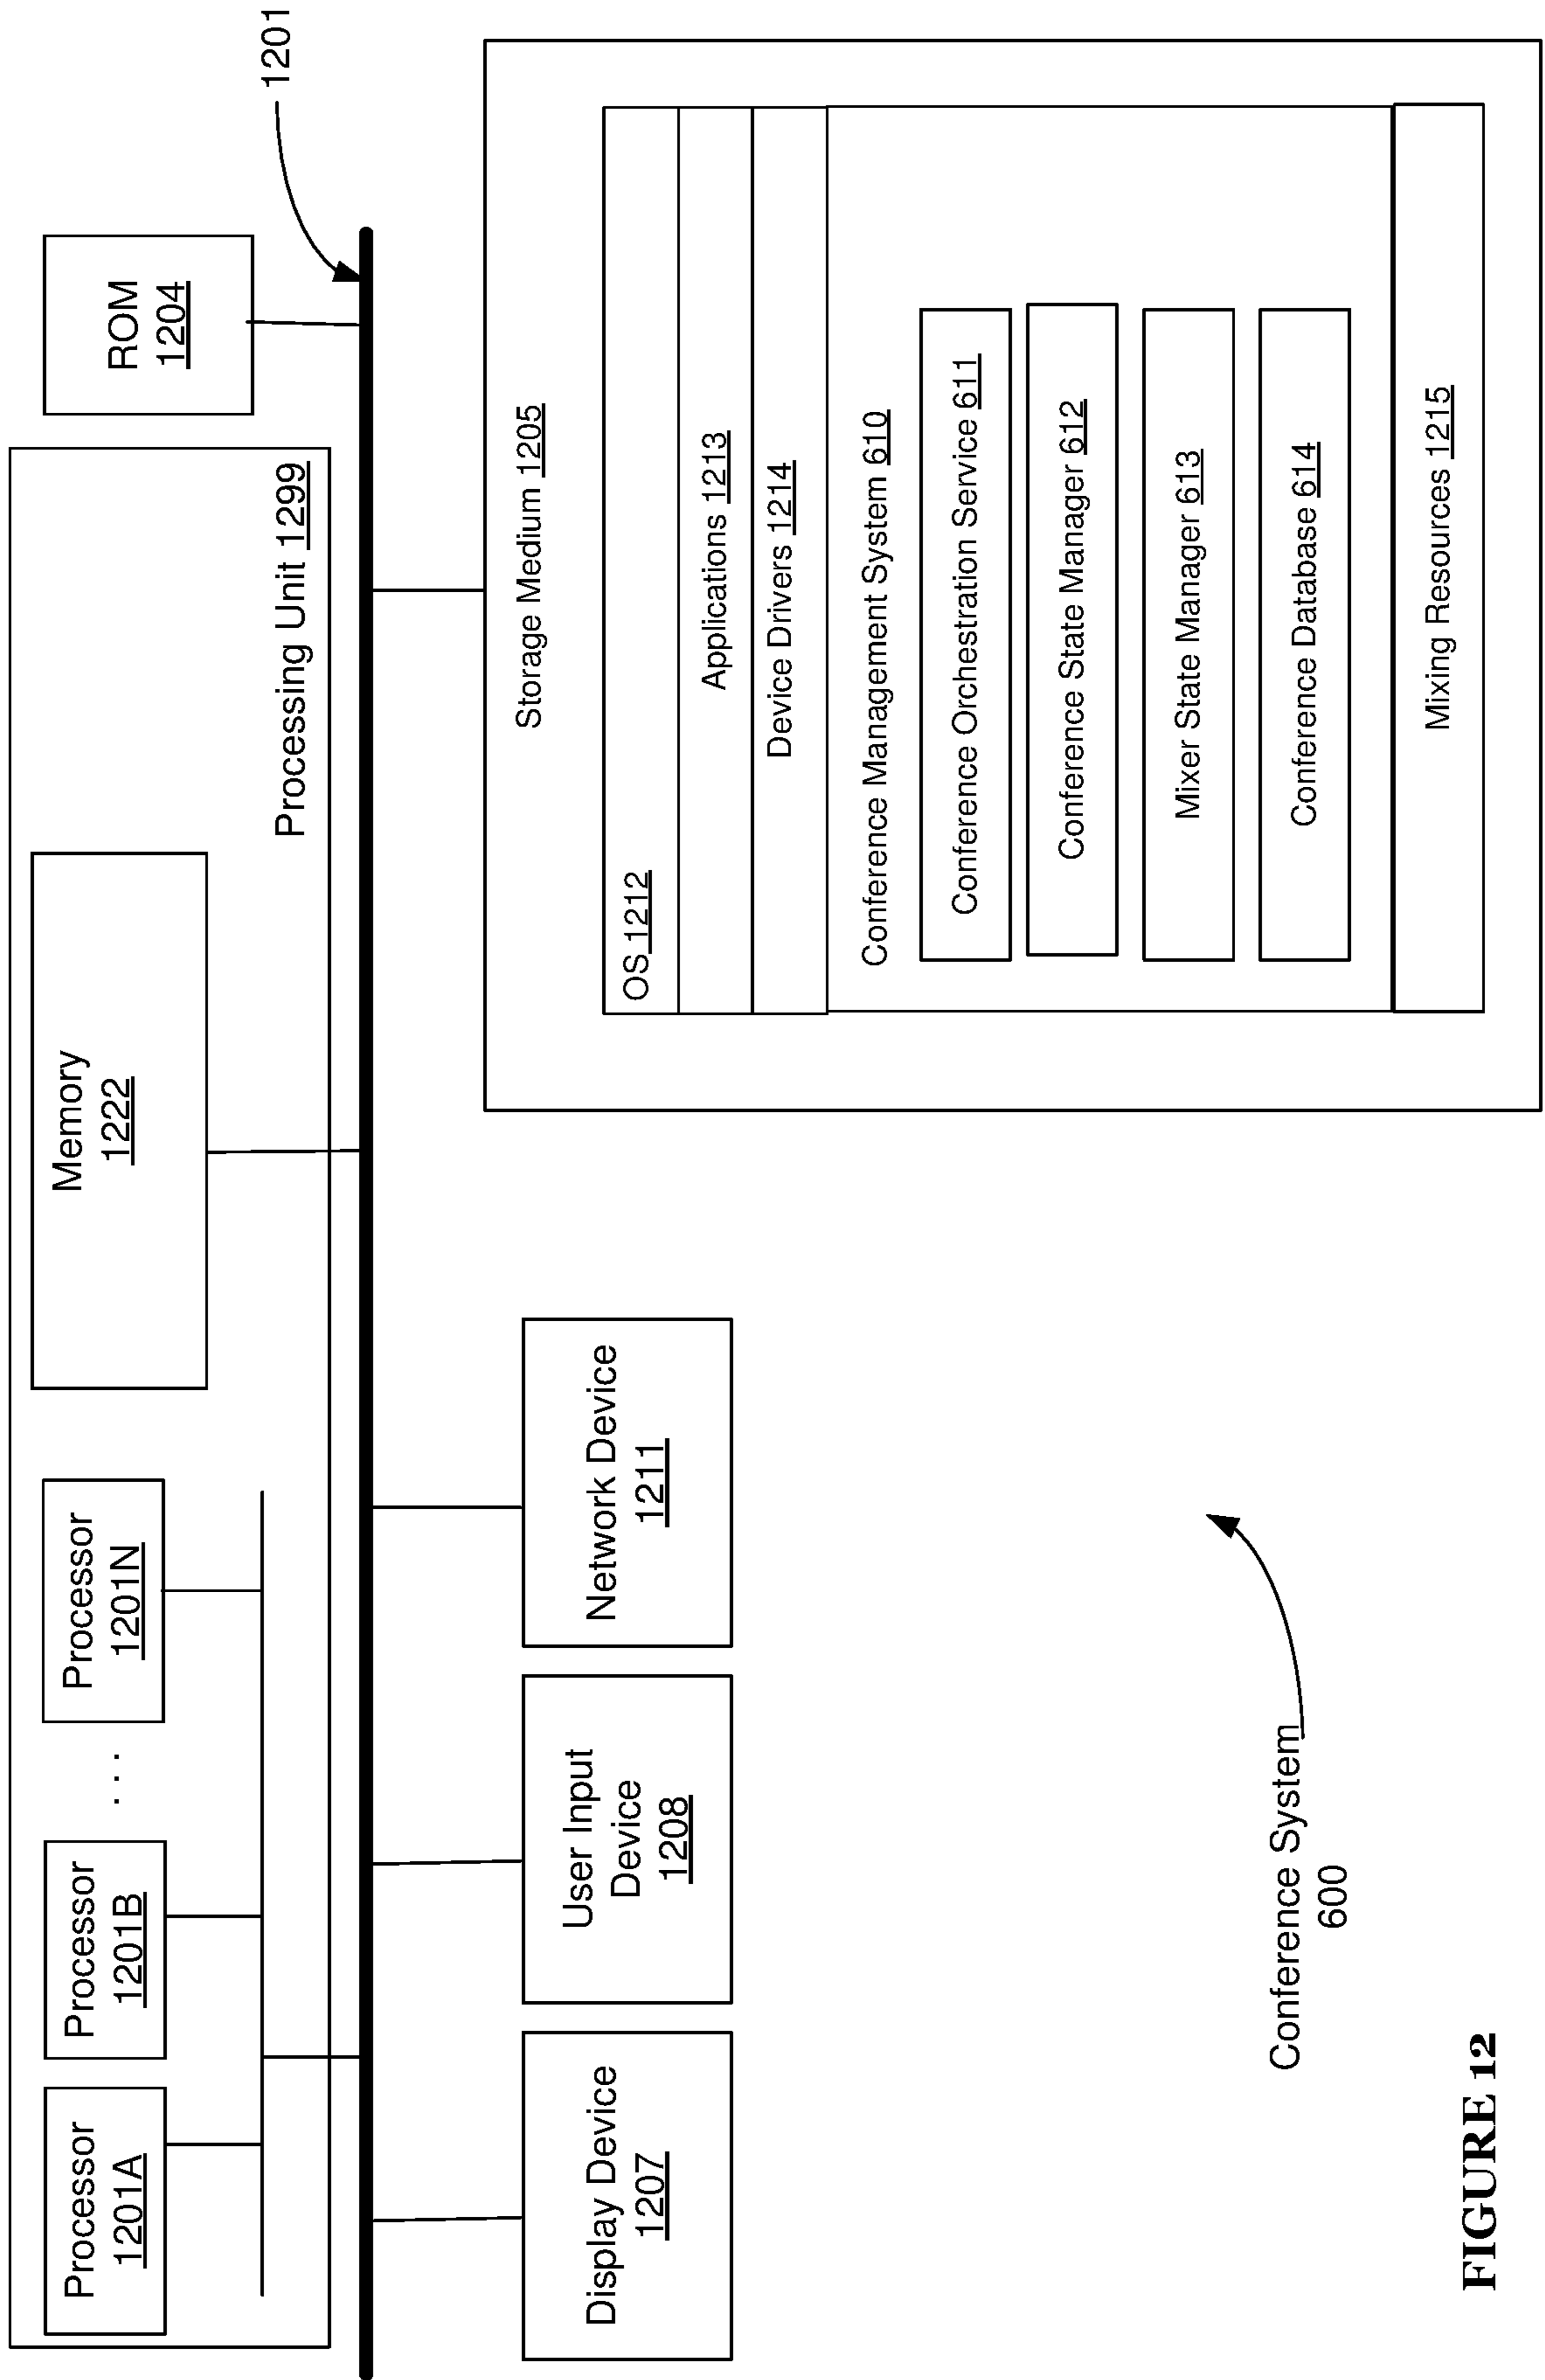 Processor
1201A
Processor
1201B
. . .
Processor
1201N
Memory
1222
Processing Unit 1299
ROM
1204
1201
Display Device
1207
User Input
Device
1208
Network Device
1211
Storage Medium 1205
OS 1212
Applications 1213
Device Drivers 1214
Conference Management System 610
Conference Orchestration Service 611
Conference State Manager 612
Mixer State Manager 613
Conference Database 614
Mixing Resources 1215
Conference System
600
FIGURE 12